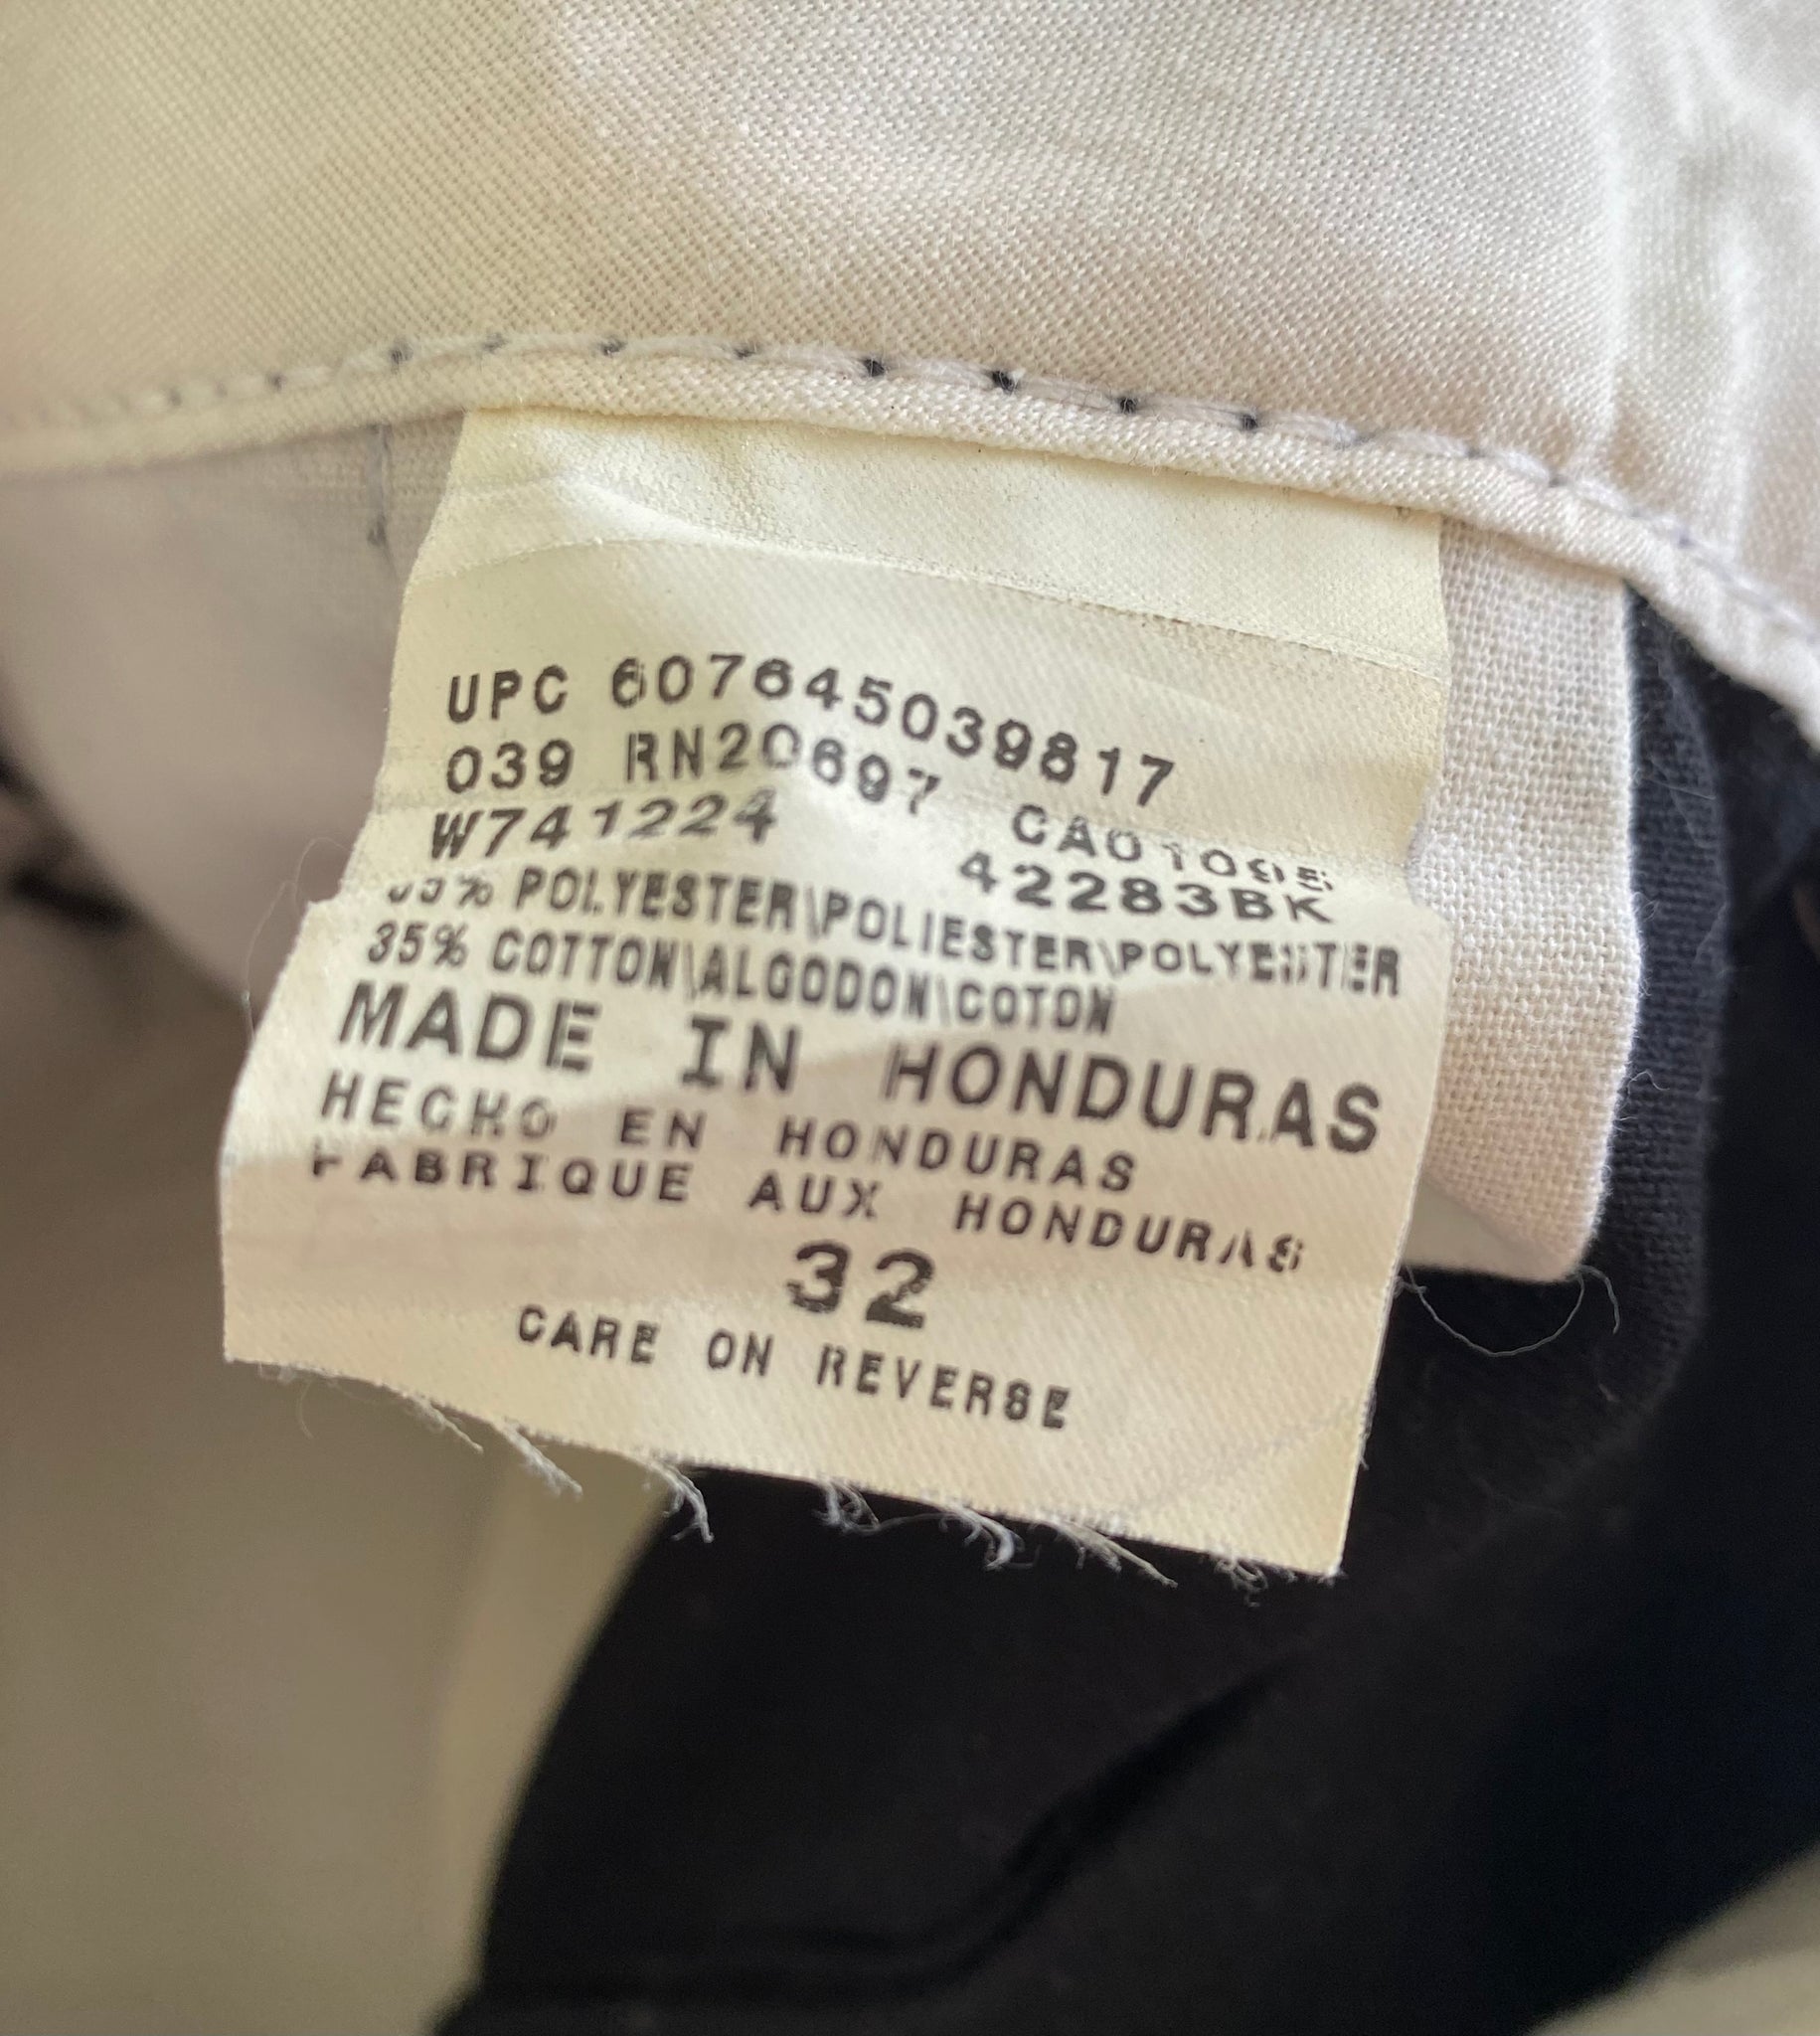 UPC 607645039817
039 RN20697 CA01095
W741224 42283BK
% POLYESTER\POLIESTER\POLYESTER
35% COTTON\ALGODON\COTON
MADE IN HONDURAS
HECHO EN HONDURAS
FABRIQUE AUX HONDURAS
32
CARE ON REVERSE